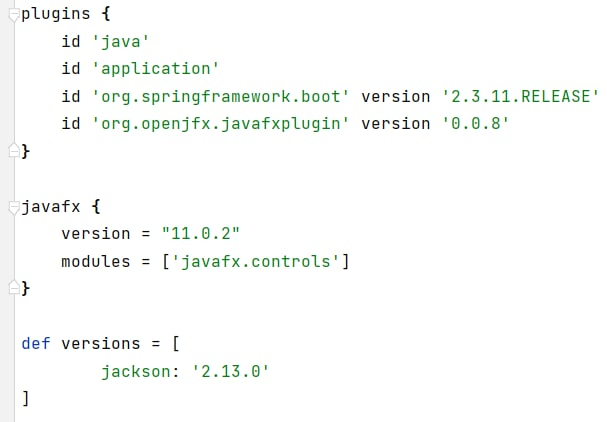 plugins {
    id 'java'
    id 'application'
    id 'org.springframework.boot' version '2.3.11.RELEASE'
    id 'org.openjfx.javafxplugin' version '0.0.8'
}

javafx {
    version = "11.0.2"
    modules = ['javafx.controls']
}

def versions = [
        jackson: '2.13.0'
]